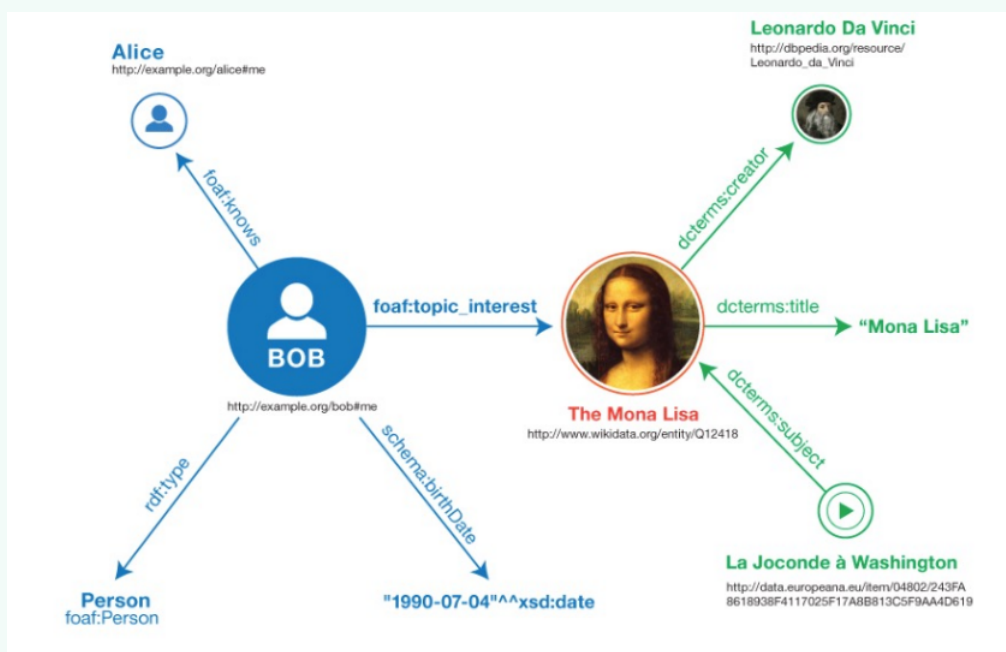 Alice
http://example.org/alice#me
Leonardo Da Vinci
http://dbpedia.org/resource/
Leonardo_da_Vinci
foaf:knows
dcterms:creator
BOB
http://example.org/bob#me
foaf:topic_interest
dcterms:title
“Mona Lisa”
The Mona Lisa
http://www.wikidata.org/entity/Q12418
dcterms:subject
rdf:type
schema:birthDate
Person
foaf:Person
"1990-07-04"^^xsd:date
La Joconde à Washington
http://data.europeana.eu/item/04802/243FA
8618938F4117025F17A8B813C5F9AA4D619